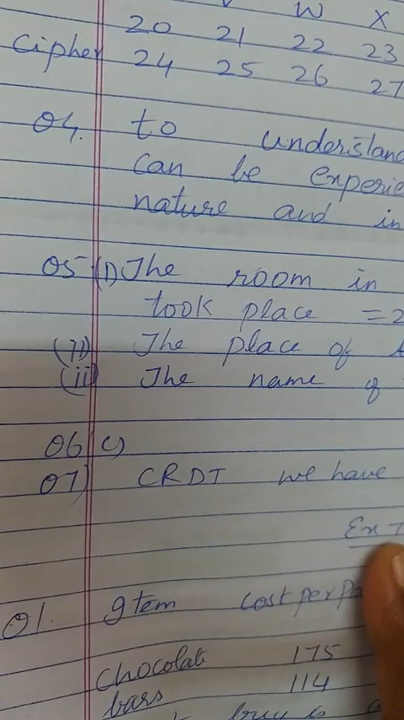 V W X
20 21 22 23
Cipher 24 25 26 27
04. to understand
can be experie
nature and in
05 (i) The room in
took place = 2
(ii) The place of
(iii) The name of
06 c)
07) CRDT we have
Ex
01. Item cost per pa
chocolate 175
bars 114